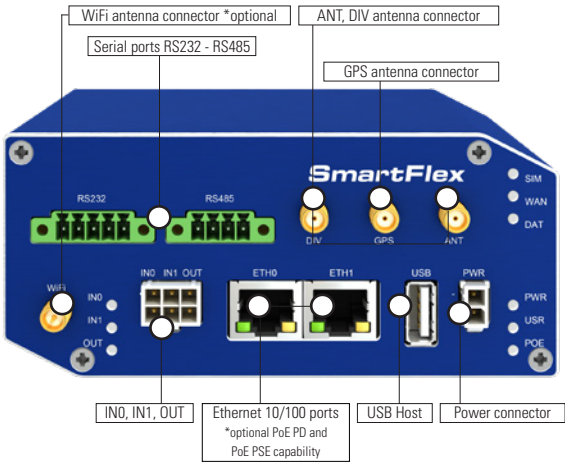 WiFi antenna connector *optional
ANT, DIV antenna connector
Serial ports RS232 - RS485
GPS antenna connector
SmartFlex
SIM
WAN
DAT
RS232
RS485
DIV
GPS
ANT
WiFi
IN0
IN1
OUT
IN0 IN1 OUT
ETH0
ETH1
USB
PWR
-
PWR
USR
POE
IN0, IN1, OUT
Ethernet 10/100 ports
*optional PoE PD and
PoE PSE capability
USB Host
Power connector